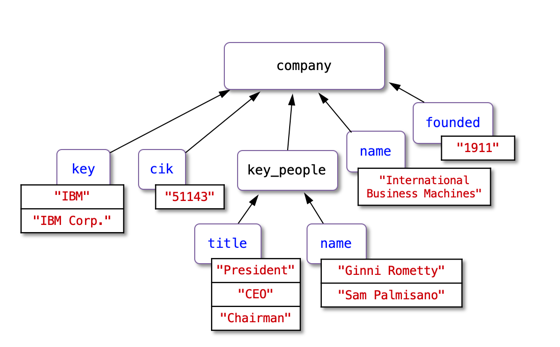 company
founded
"1911"
name
"International
Business Machines"
key
"IBM"
"IBM Corp."
cik
"51143"
key_people
title
"President"
"CEO"
"Chairman"
name
"Ginni Rometty"
"Sam Palmisano"